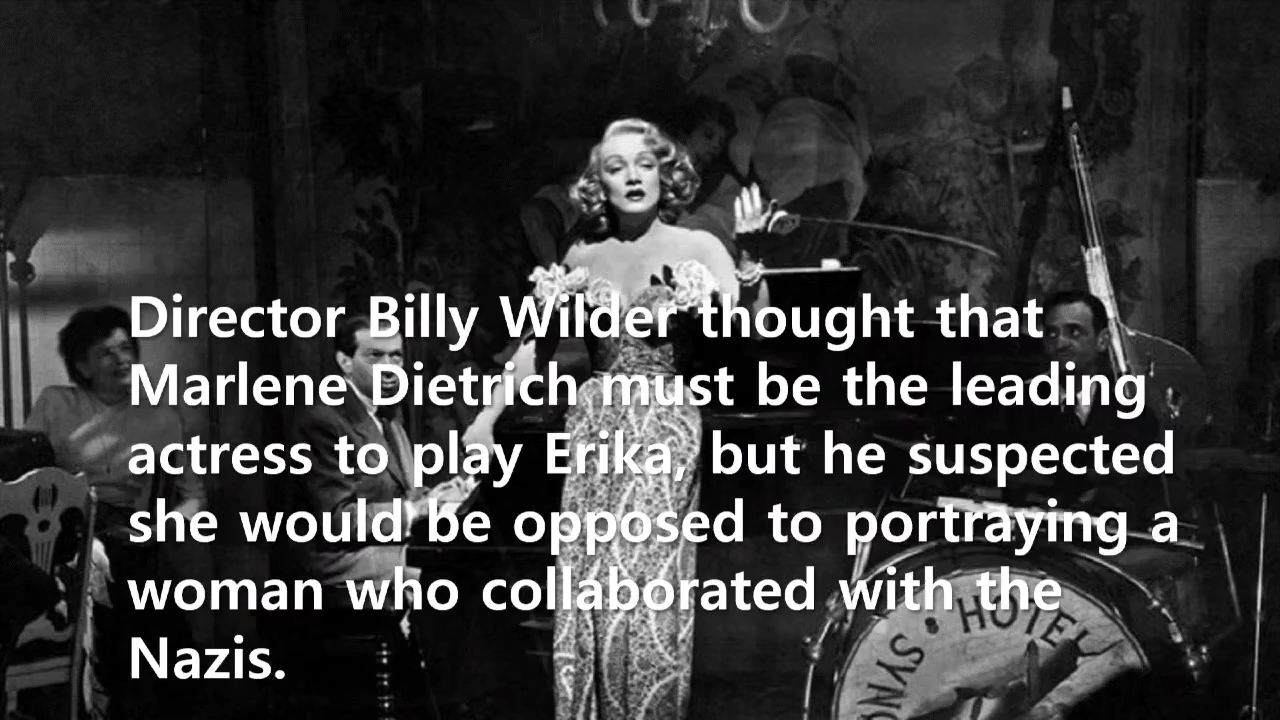 Director Billy Wilder thought that
Marlene Dietrich must be the leading
actress to play Erika, but he suspected
she would be opposed to portraying a
woman who collaborated with the
Nazis.
HOTEL